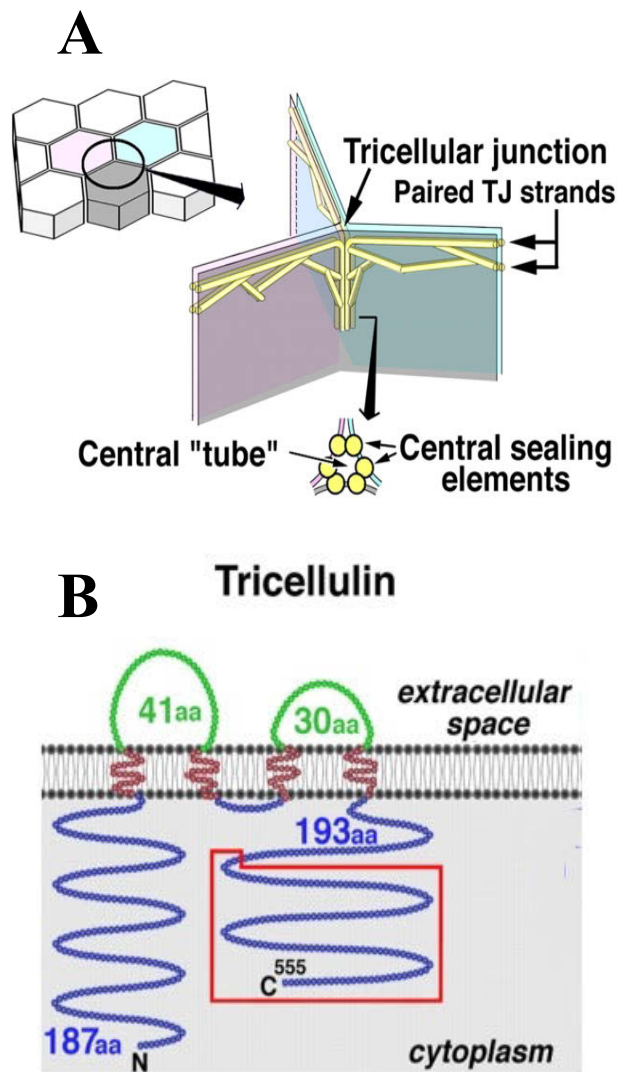 A
Tricellular junction
Paired TJ strands
Central "tube"
Central sealing
elements
B
Tricellulin
41aa
30aa
extracellular
space
193aa
C555
187aa
N
cytoplasm